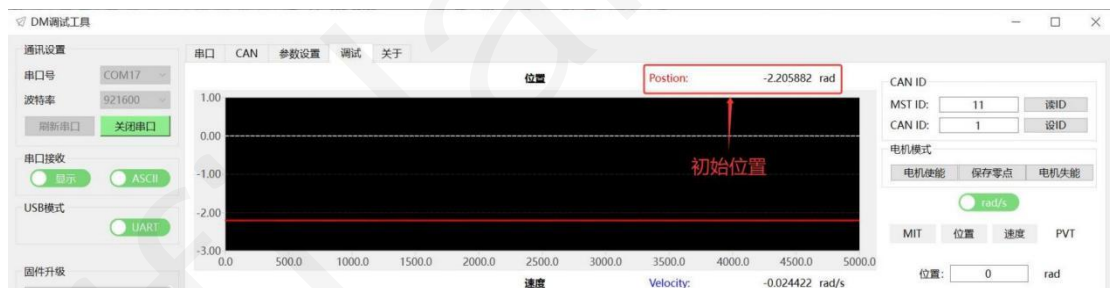 DM调试工具
通讯设置
串口号 COM17
波特率 921600
刷新串口 关闭串口
串口接收
显示 ASCII
USB模式
UART
固件升级
串口 CAN 参数设置 调试 关于
位置 Postion: -2.205882 rad
1.00
0.00
-1.00
-2.00
-3.00
初始位置
0.0 500.0 1000.0 1500.0 2000.0 2500.0 3000.0 3500.0 4000.0 4500.0 5000.0
速度 Velocity: -0.024422 rad/s
CAN ID
MST ID: 11 读ID
CAN ID: 1 设ID
电机模式
电机使能 保存零点 电机失能
rad/s
MIT 位置 速度 PVT
位置: 0 rad